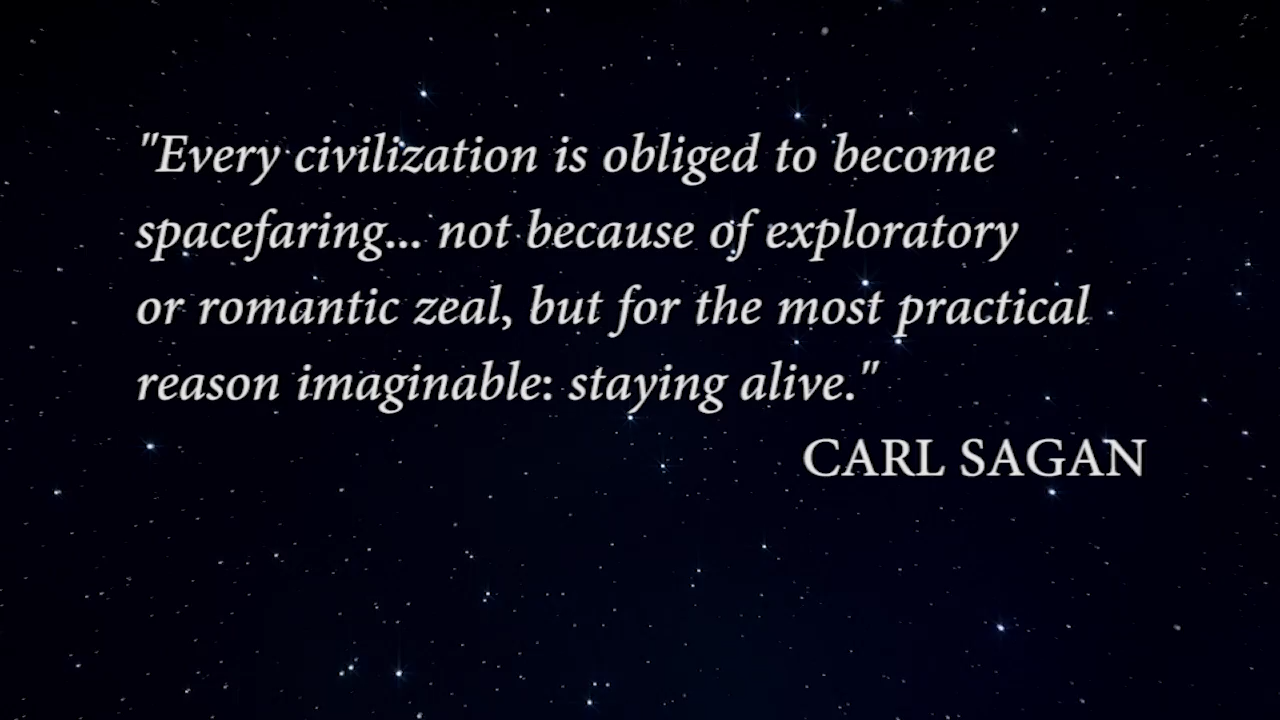 "Every civilization is obliged to become
spacefaring... not because of exploratory
or romantic zeal, but for the most practical
reason imaginable: staying alive."
CARL SAGAN